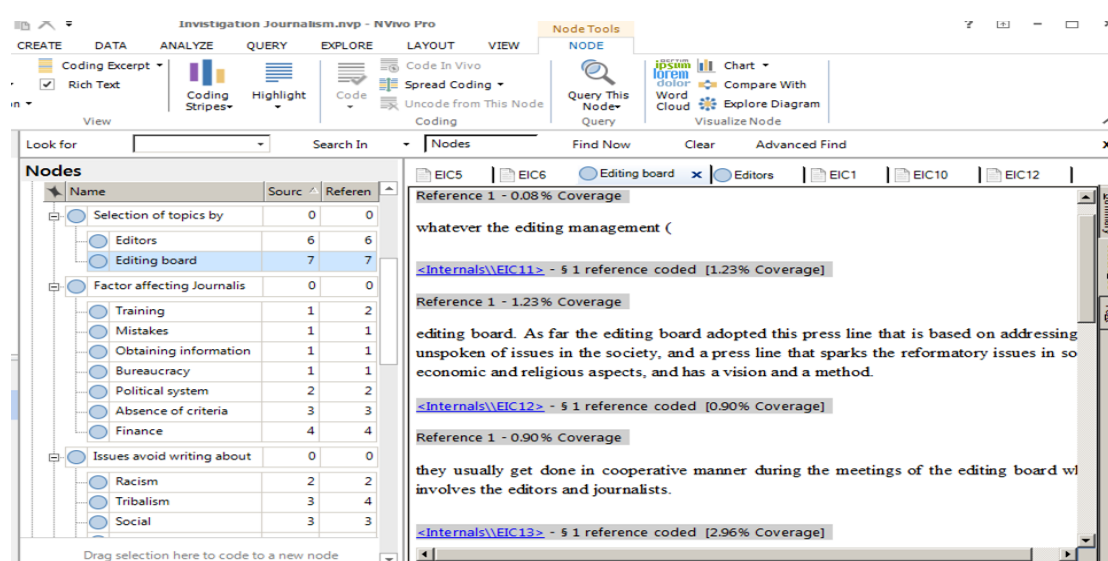 Invistigation Journalism.nvp - NVivo Pro
Node Tools
CREATE DATA ANALYZE QUERY EXPLORE LAYOUT VIEW NODE
Coding Excerpt
Rich Text
View
Coding Stripes
Highlight
Code
Code In Vivo
Spread Coding
Uncode from This Node
Coding
Query This Node
Query
Word Cloud
Chart
Compare With
Explore Diagram
Visualize Node
Look for Search In Nodes Find Now Clear Advanced Find
Nodes
Name Sourc Referen
Selection of topics by 0 0
Editors 6 6
Editing board 7 7
Factor affecting Journalis 0 0
Training 1 2
Mistakes 1 1
Obtaining information 1 1
Bureaucracy 1 1
Political system 2 2
Absence of criteria 3 3
Finance 4 4
Issues avoid writing about 0 0
Racism 2 2
Tribalism 3 4
Social 3 3
Drag selection here to code to a new node
EIC5 EIC6 Editing board x Editors EIC1 EIC10 EIC12
Reference 1 - 0.08% Coverage
whatever the editing management (
<Internals\\EIC11> - § 1 reference coded [1.23% Coverage]
Reference 1 - 1.23% Coverage
editing board. As far the editing board adopted this press line that is based on addressing
unspoken of issues in the society, and a press line that sparks the reformatory issues in so
economic and religious aspects, and has a vision and a method.
<Internals\\EIC12> - § 1 reference coded [0.90% Coverage]
Reference 1 - 0.90% Coverage
they usually get done in cooperative manner during the meetings of the editing board wh
involves the editors and journalists.
<Internals\\EIC13> - § 1 reference coded [2.96% Coverage]